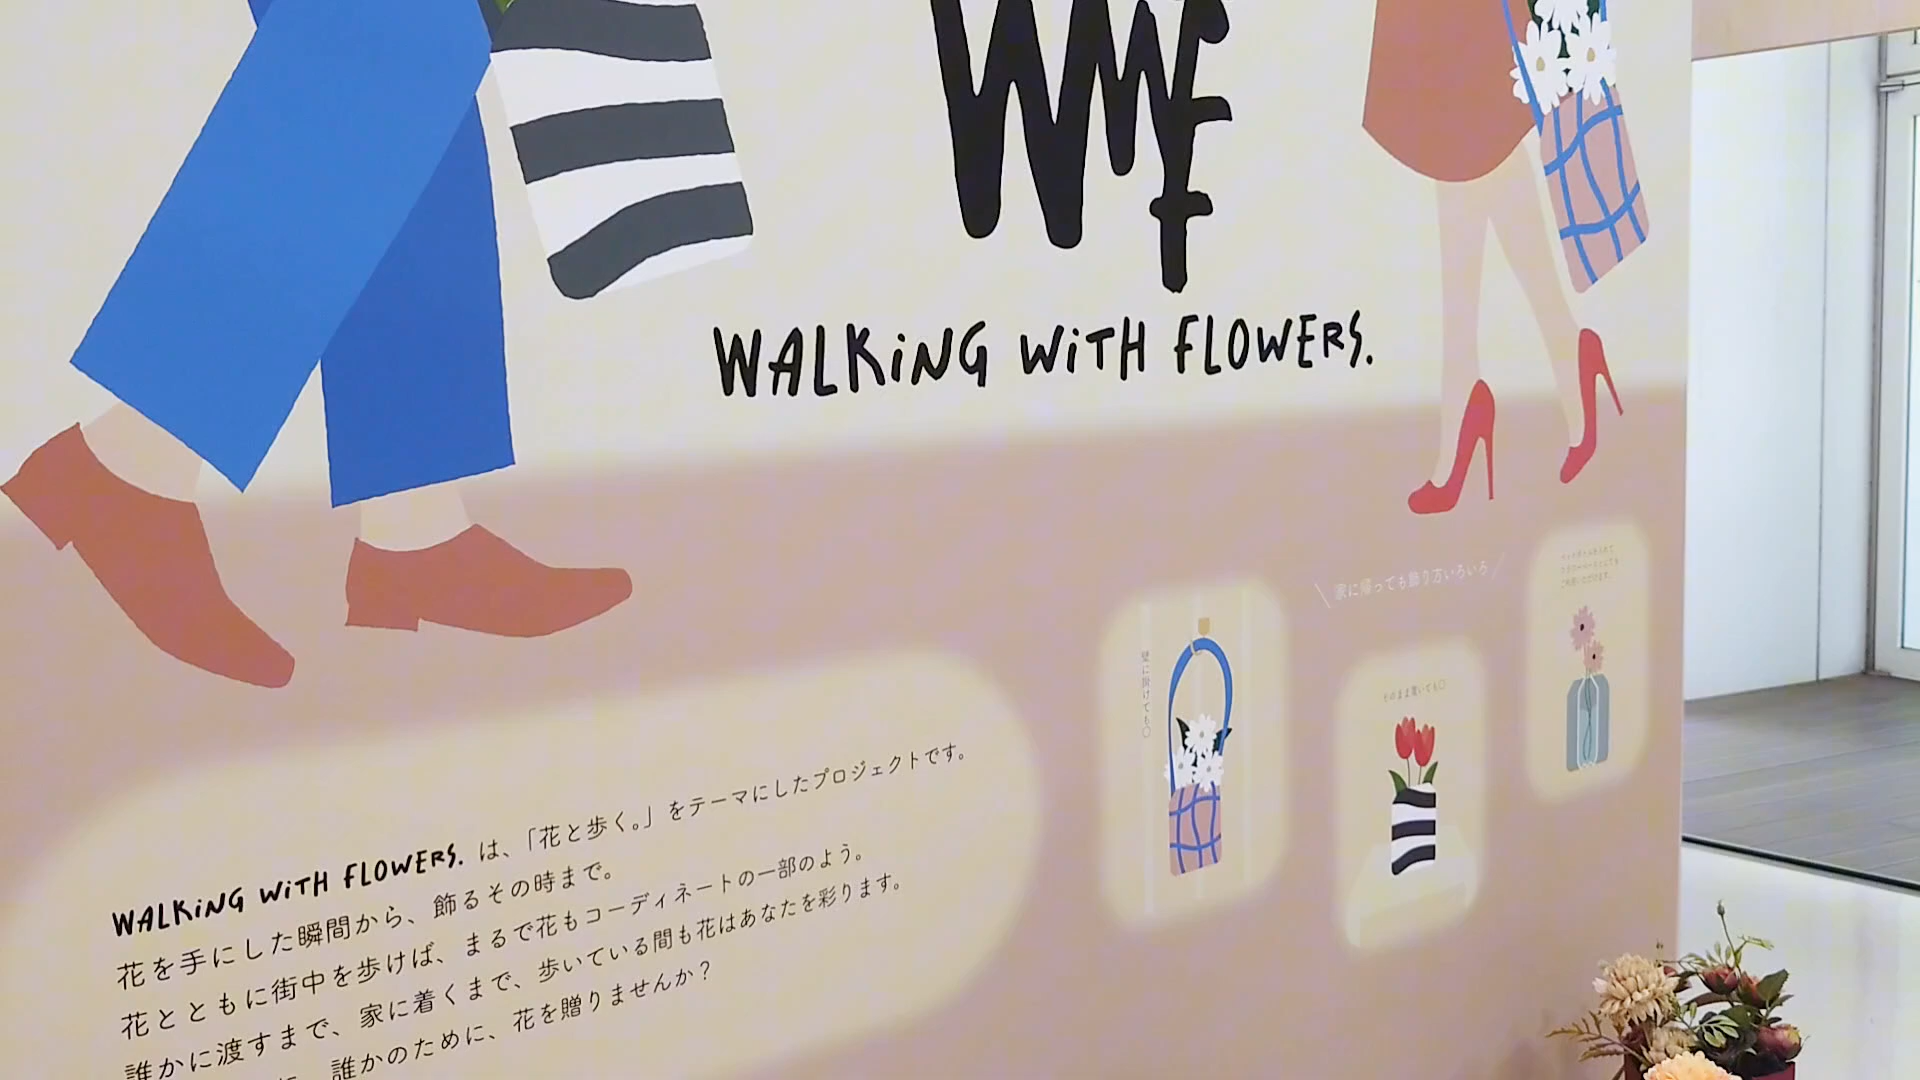 WMF
WALKiNG WiTH FLOWERS.
\ 家に帰っても飾り方いろいろ /
壁に掛けても〇
そのまま置いても〇
WALKiNG WiTH FLOWERS. は、「花と歩く。」をテーマにしたプロジェクトです。
花を手にした瞬間から、飾るその時まで。
花とともに街中を歩けば、まるで花もコーディネートの一部のよう。
誰かに渡すまで、家に着くまで、歩いている間も花はあなたを彩ります。
誰かのために、花を贈りませんか？